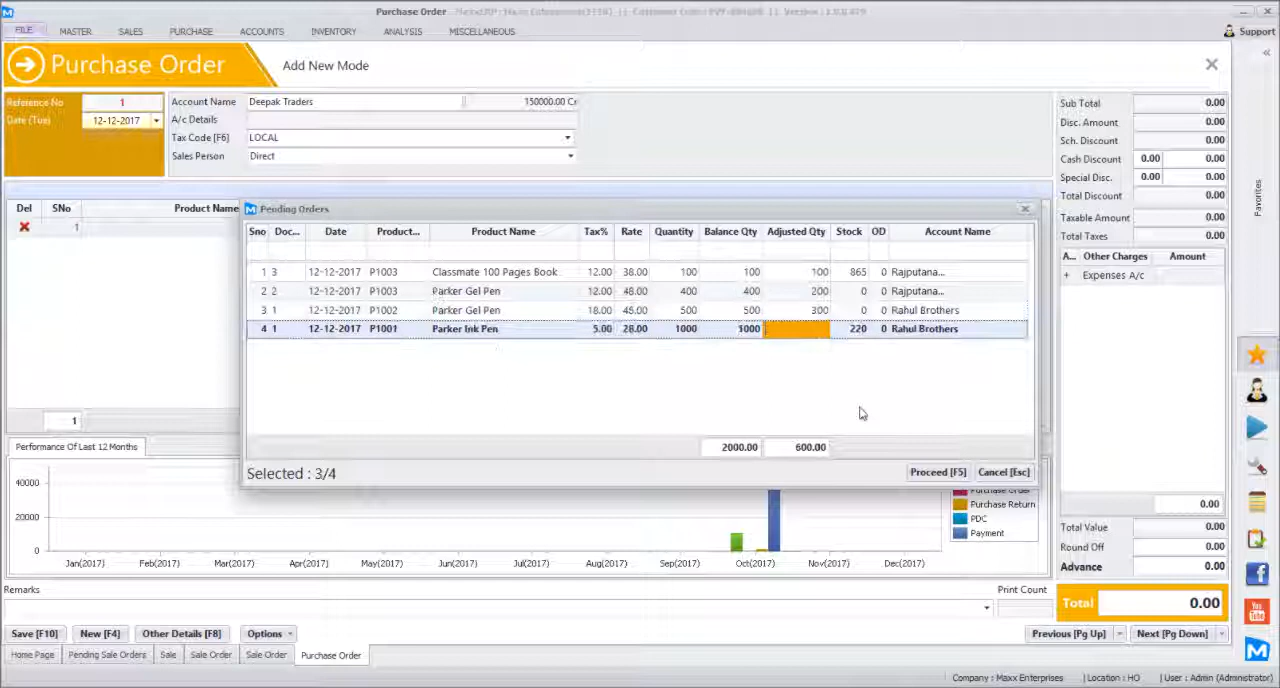 Purchase Order
FILE MASTER SALES PURCHASE ACCOUNTS INVENTORY ANALYSIS MISCELLANEOUS Support
Purchase Order Add New Mode
Reference No 1
Date (Tue) 12-12-2017
Account Name Deepak Traders 150000.00 Cr
A/c Details
Tax Code [F6] LOCAL
Sales Person Direct
Sub Total 0.00
Disc. Amount 0.00
Sch. Discount 0.00
Cash Discount 0.00 0.00
Special Disc. 0.00 0.00
Total Discount 0.00
Taxable Amount 0.00
Total Taxes 0.00
A... Other Charges Amount
+ Expenses A/c
0.00
Total Value 0.00
Round Off 0.00
Advance 0.00
Total 0.00
Favorites
Del SNo Product Name
1
1
Pending Orders
Sno Doc... Date Product... Product Name Tax% Rate Quantity Balance Qty Adjusted Qty Stock OD Account Name
1 3 12-12-2017 P1003 Classmate 100 Pages Book 12.00 38.00 100 100 100 865 0 Rajputana...
2 2 12-12-2017 P1003 Parker Gel Pen 12.00 48.00 400 400 200 0 0 Rajputana...
3 1 12-12-2017 P1002 Parker Gel Pen 18.00 45.00 500 500 300 0 0 Rahul Brothers
4 1 12-12-2017 P1001 Parker Ink Pen 5.00 28.00 1000 1000 220 0 Rahul Brothers
2000.00 600.00
Selected : 3/4 Proceed [F5] Cancel [Esc]
Performance Of Last 12 Months
40000
20000
0
Jan(2017) Feb(2017) Mar(2017) Apr(2017) May(2017) Jun(2017) Jul(2017) Aug(2017) Sep(2017) Oct(2017) Nov(2017) Dec(2017)
Purchase Order
Purchase Return
PDC
Payment
Remarks Print Count
Save [F10] New [F4] Other Details [F8] Options Previous [Pg Up] Next [Pg Down]
Home Page Pending Sale Orders Sale Sale Order Sale Order Purchase Order
You Tube
Company : Maxx Enterprises | Location : HO | User : Admin (Administrator)